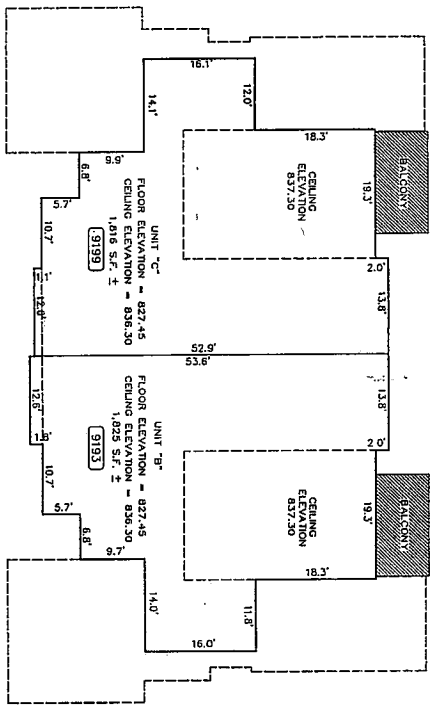 BALCONY
18.3'
19.3'
CEILING
ELEVATION
837.30
2.0'
13.8'
12.0'
16.1'
14.1'
9.9'
6.8'
5.7'
10.7'
1.1'
12.0'
UNIT "C"
FLOOR ELEVATION = 827.45
CEILING ELEVATION = 836.30
1,816 S.F. ±
9199
52.9'
53.6'
UNIT "B"
FLOOR ELEVATION = 827.45
CEILING ELEVATION = 836.30
1,825 S.F. ±
9193
13.8'
2.0'
CEILING
ELEVATION
837.30
19.3'
BALCONY
18.3'
11.8'
16.0'
14.0'
9.7'
6.8'
5.7'
10.7'
12.6'